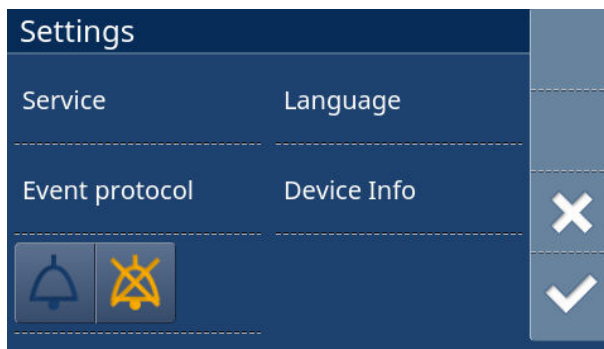 Settings
Service
Language
Event protocol
Device Info